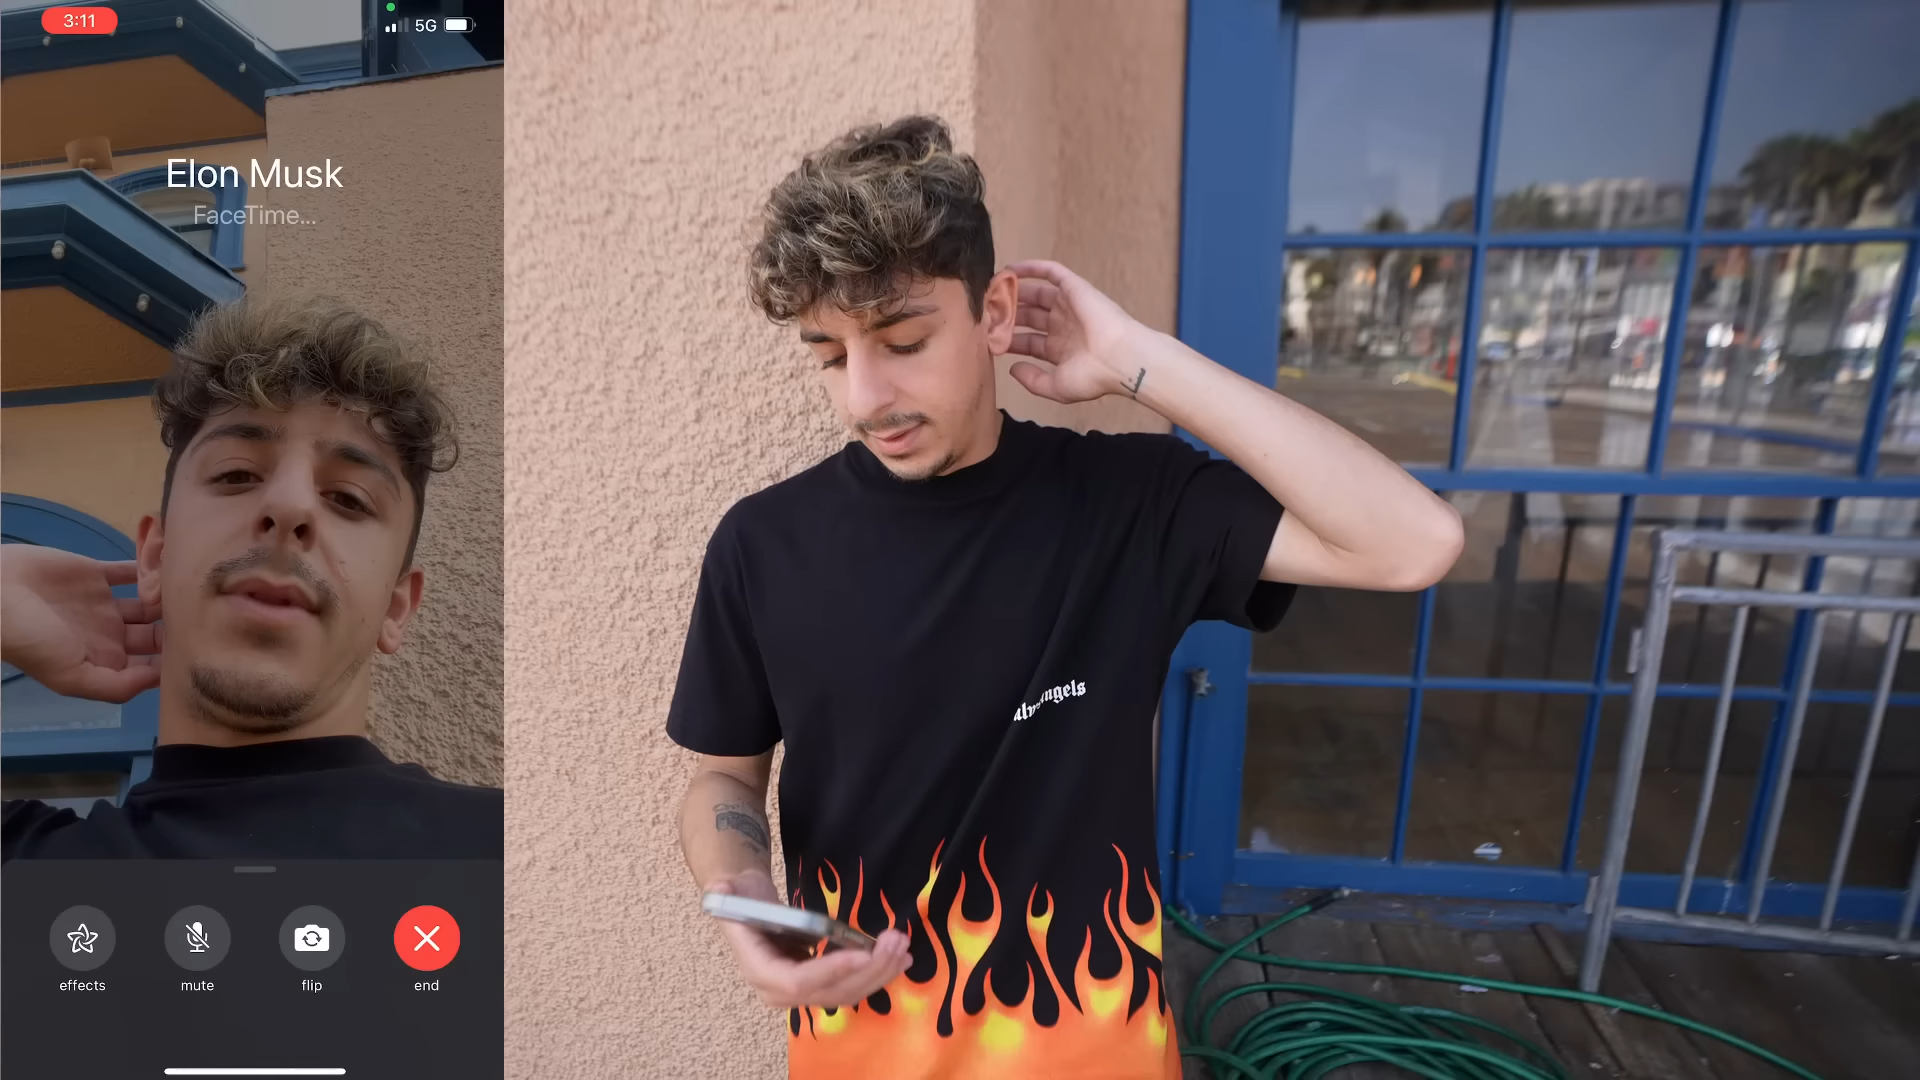 3:11
5G
Elon Musk
FaceTime...
effects
mute
flip
end